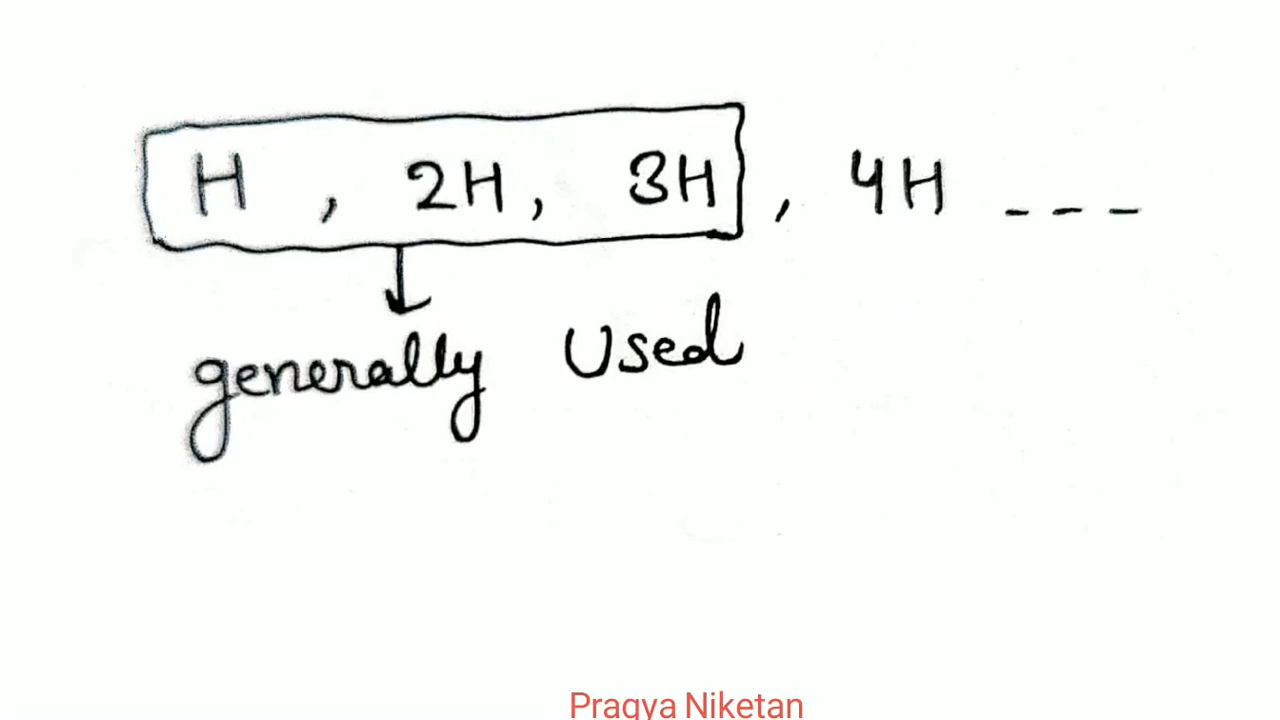 H , 2H, 3H , 4H ---
generally Used
Pragya Niketan